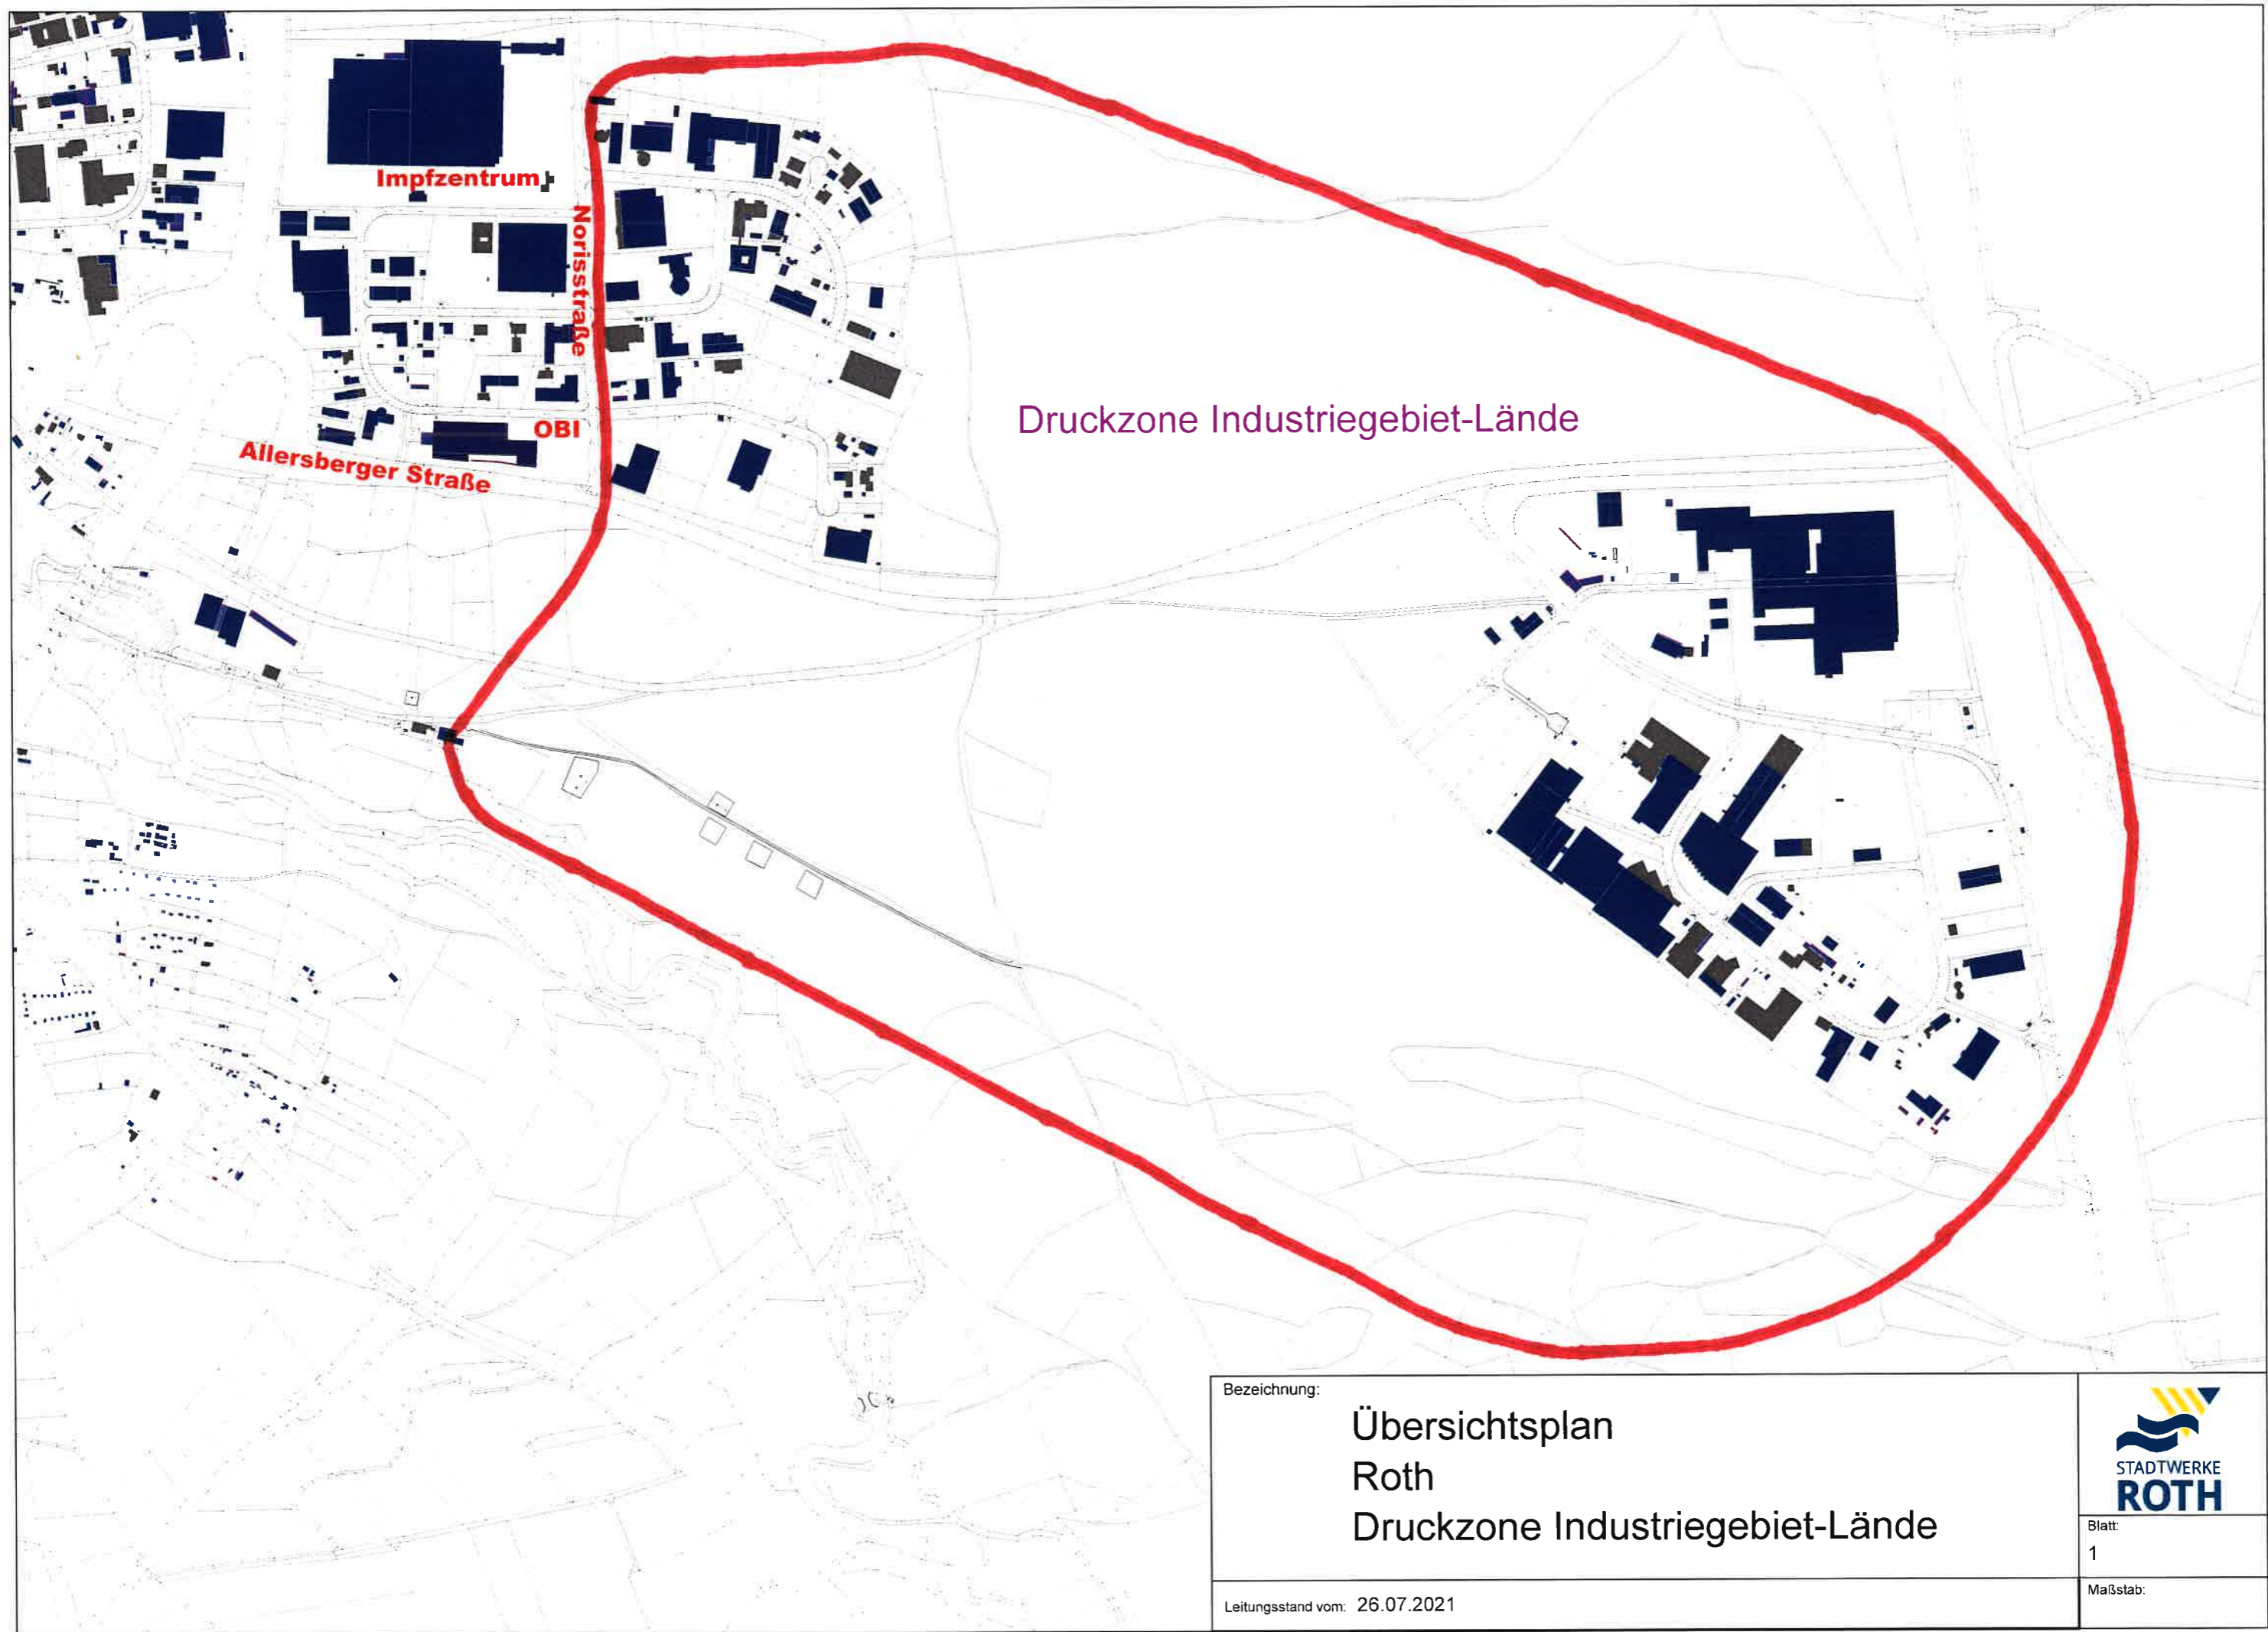 Impfzentrum
Norisstraße
OBI
Allersberger Straße
Druckzone Industriegebiet-Lände
Bezeichnung:
Übersichtsplan
Roth
Druckzone Industriegebiet-Lände
Leitungsstand vom: 26.07.2021
STADTWERKE
ROTH
Blatt:
1
Maßstab: